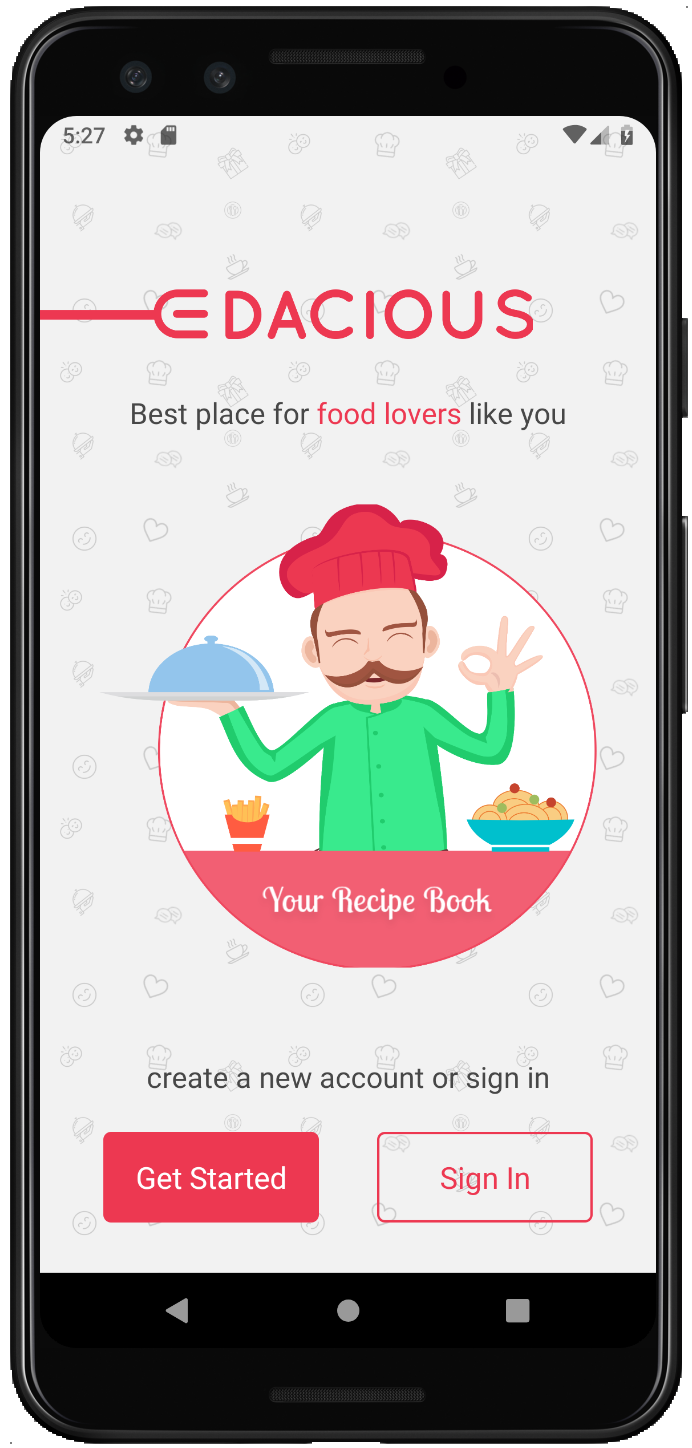 5:27
EDACIOUS
Best place for food lovers like you
Your Recipe Book
create a new account or sign in
Get Started
Sign In